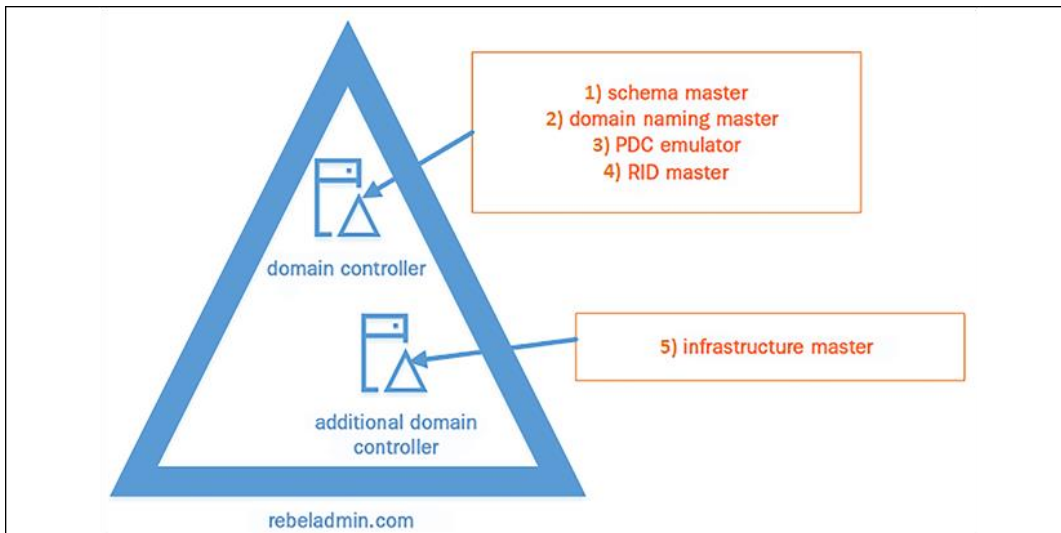 1) schema master
2) domain naming master
3) PDC emulator
4) RID master
domain controller
5) infrastructure master
additional domain
controller
rebeladmin.com